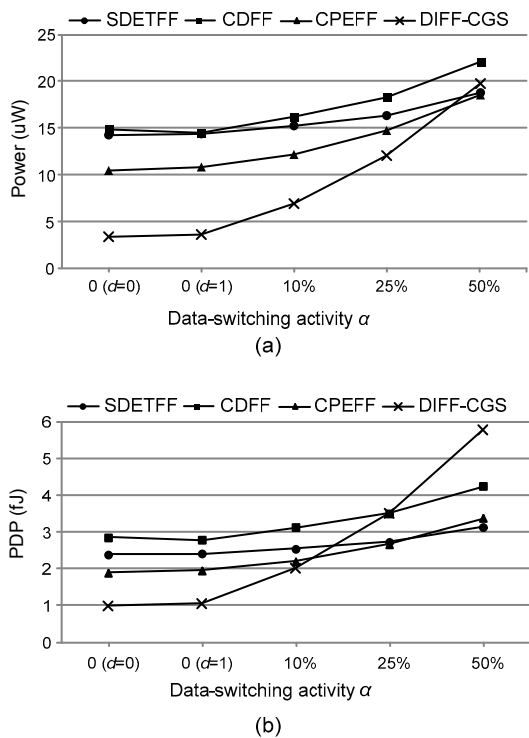 SDETFF CDFF CPEFF DIFF-CGS
25
20
15
10
5
0
Power (uW)
0 (d=0) 0 (d=1) 10% 25% 50%
Data-switching activity α
(a)
SDETFF CDFF CPEFF DIFF-CGS
6
5
4
3
2
1
0
PDP (fJ)
0 (d=0) 0 (d=1) 10% 25% 50%
Data-switching activity α
(b)